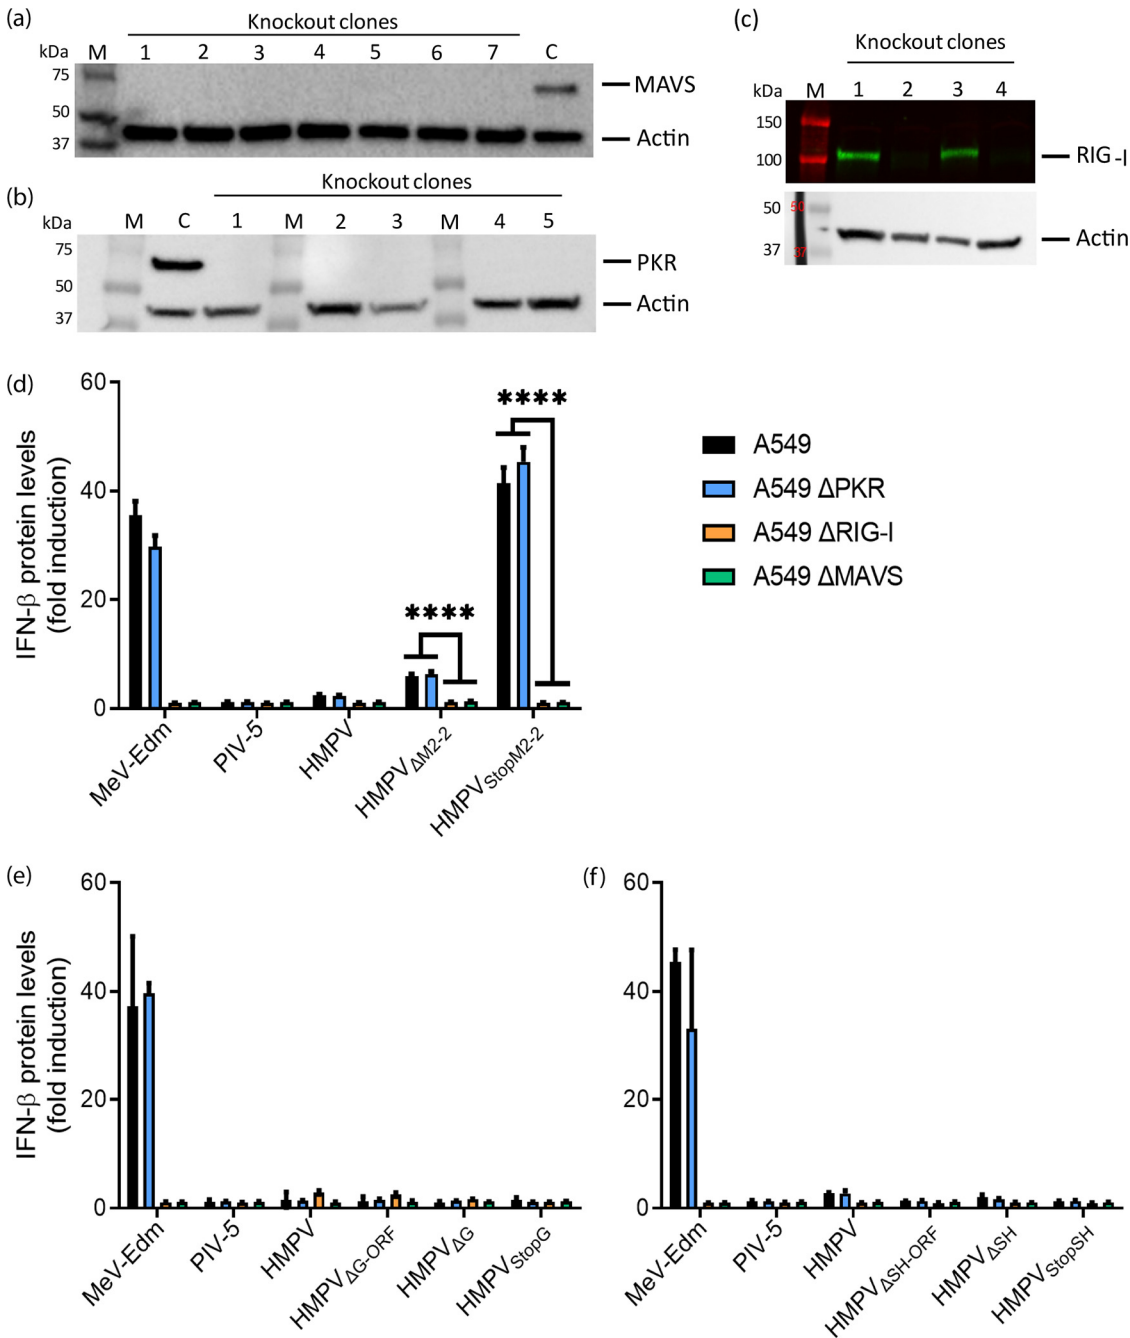 (a)
Knockout clones
kDa M 1 2 3 4 5 6 7 C
75
50
37
MAVS
Actin
(b)
Knockout clones
kDa M C 1 M 2 3 M 4 5
75
50
37
PKR
Actin
(c)
Knockout clones
kDa M 1 2 3 4
150
100
RIG-I
50 50
37 37
Actin
(d)
IFN-β protein levels
(fold induction)
60
40
20
0
****
****
MeV-Edm
PIV-5
HMPV
HMPVΔM2-2
HMPVStopM2-2
A549
A549 ΔPKR
A549 ΔRIG-I
A549 ΔMAVS
(e)
IFN-β protein levels
(fold induction)
60
40
20
0
MeV-Edm
PIV-5
HMPV
HMPVΔG-ORF
HMPVΔG
HMPVStopG
(f)
60
40
20
0
MeV-Edm
PIV-5
HMPV
HMPVΔSH-ORF
HMPVΔSH
HMPVStopSH